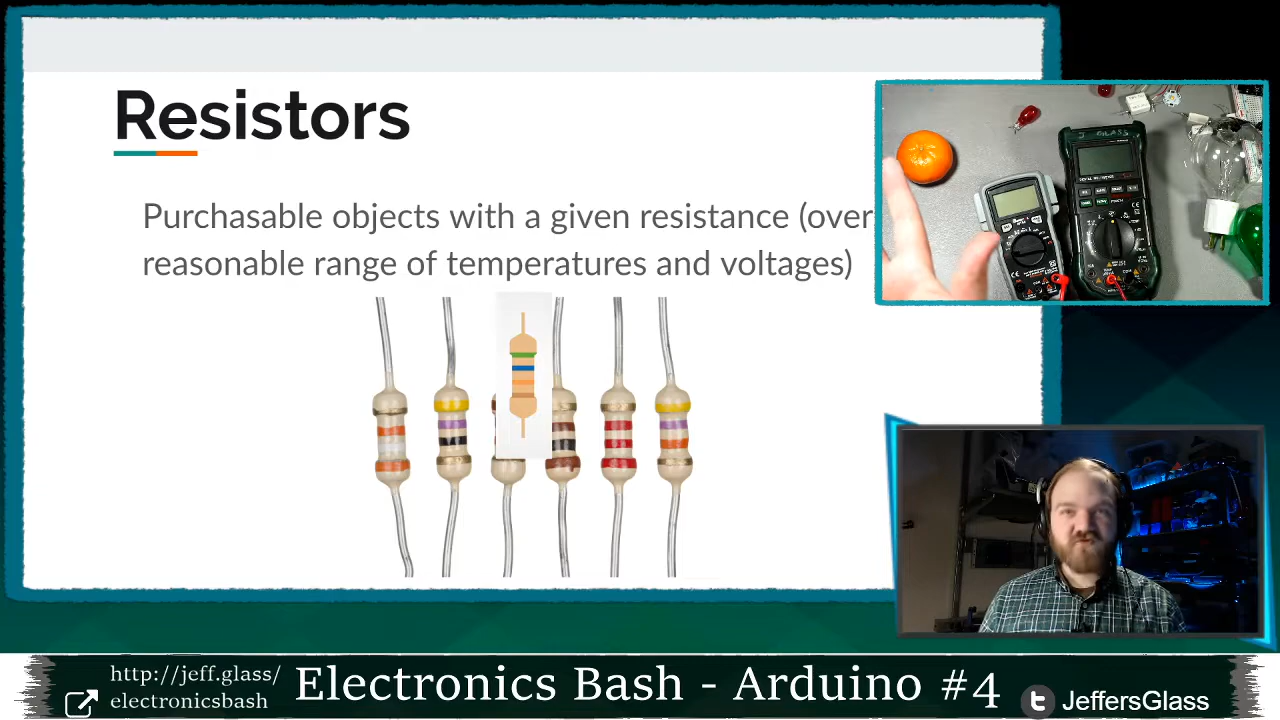 Resistors
Purchasable objects with a given resistance (over
reasonable range of temperatures and voltages)
J GLASS
http://jeff.glass/
electronicsbash
Electronics Bash - Arduino #4
JeffersGlass